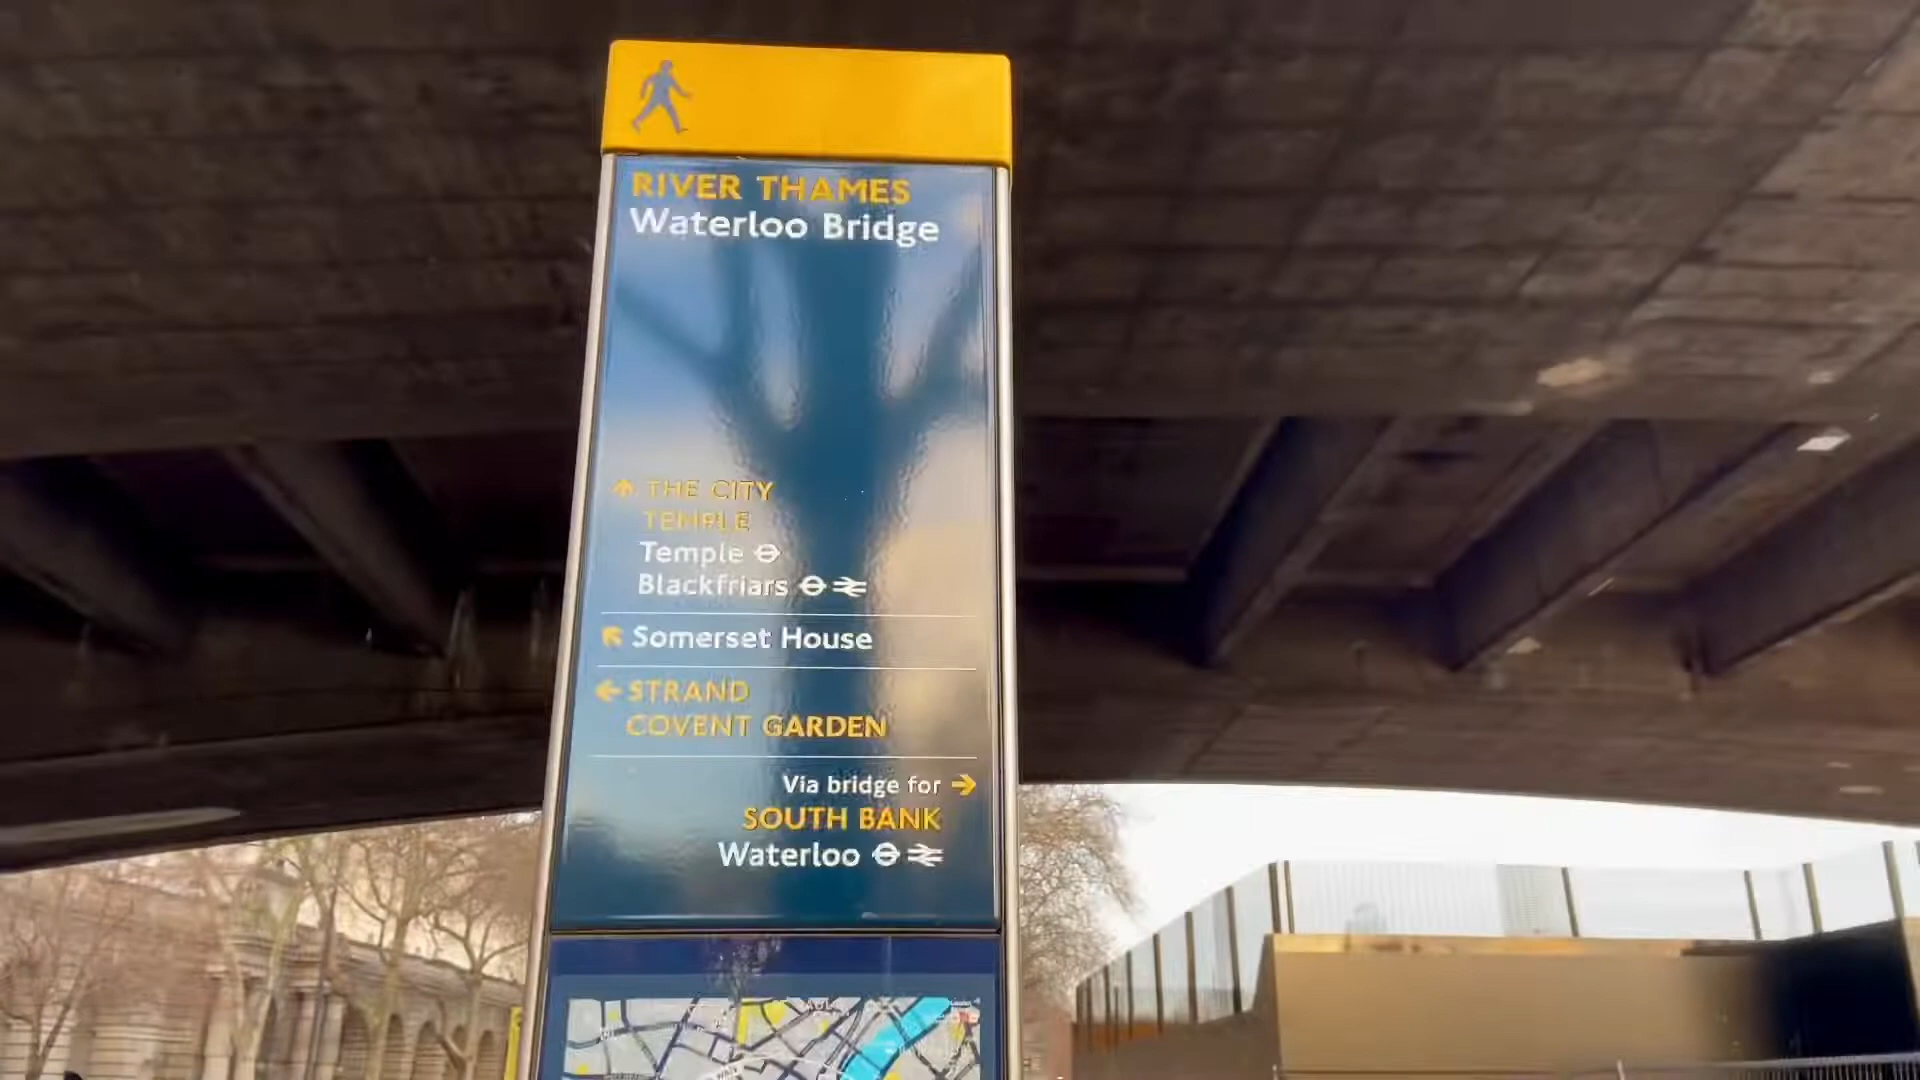 RIVER THAMES
Waterloo Bridge
THE CITY
TEMPLE
Temple
Blackfriars
Somerset House
STRAND
COVENT GARDEN
Via bridge for
SOUTH BANK
Waterloo